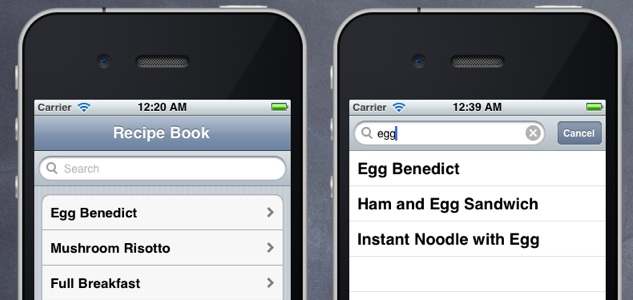 Carrier 12:20 AM
Recipe Book
Search
Egg Benedict
Mushroom Risotto
Full Breakfast
Carrier 12:39 AM
egg Cancel
Egg Benedict
Ham and Egg Sandwich
Instant Noodle with Egg